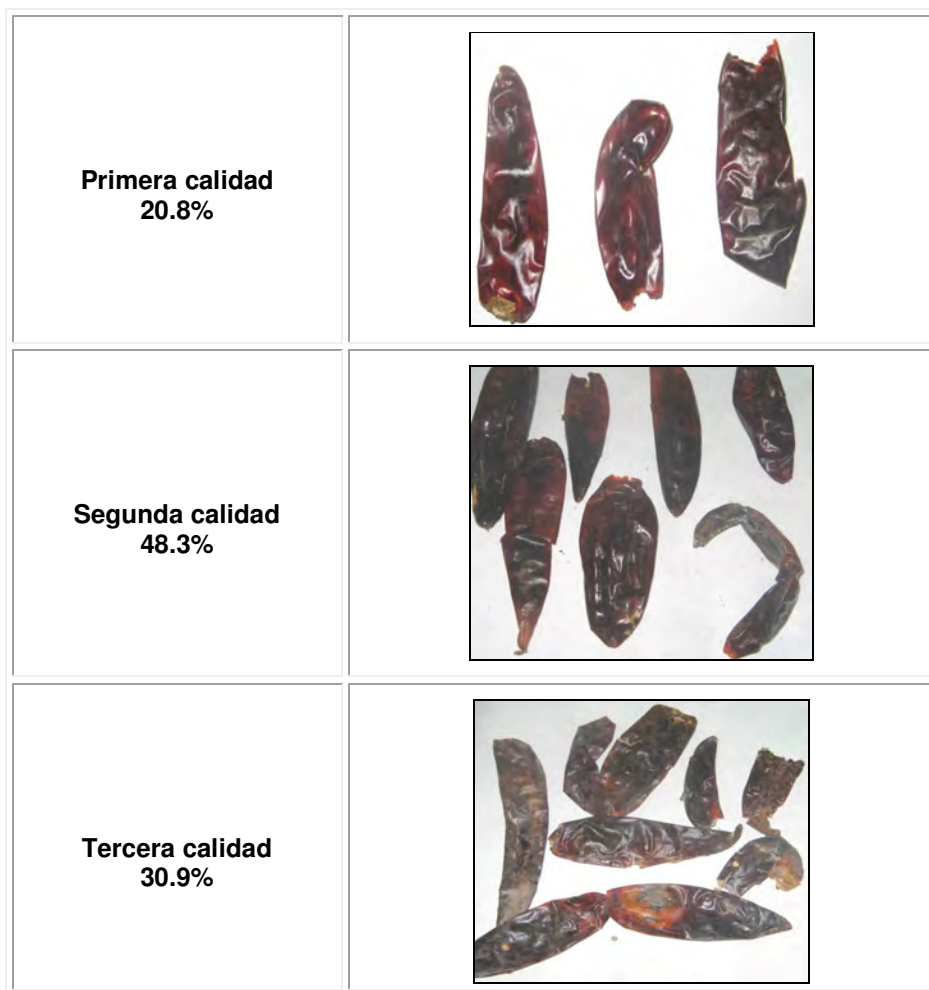 Primera calidad
20.8%
Segunda calidad
48.3%
Tercera calidad
30.9%